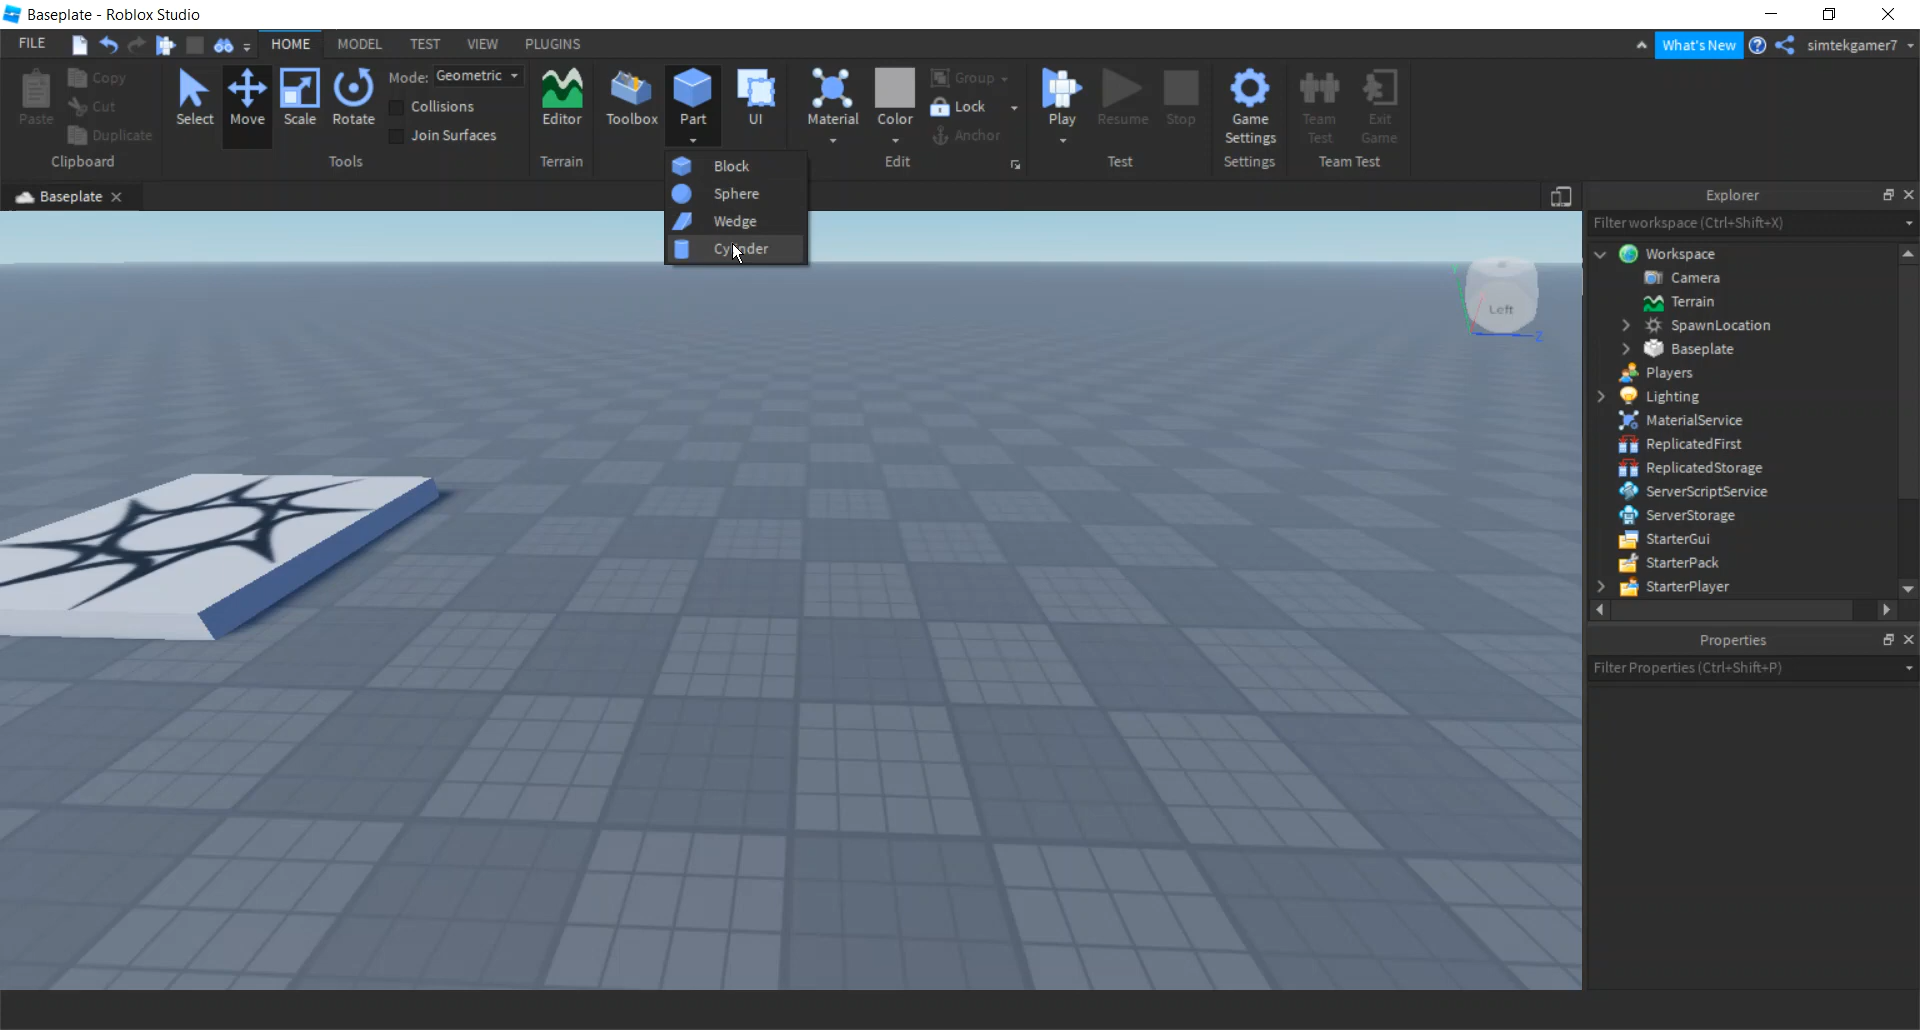 Baseplate - Roblox Studio
FILE HOME MODEL TEST VIEW PLUGINS What's New simtekgamer7
Paste Copy Cut Duplicate
Select Move Scale Rotate
Mode: Geometric
Collisions
Join Surfaces
Editor
Toolbox Part UI
Material Color
Group
Lock
Anchor
Play Resume Stop
Game Settings
Team Test
Exit Game
Clipboard Tools Terrain Edit Test Settings Team Test
Block
Sphere
Wedge
Cylinder
Baseplate
Left
Z
Explorer
Filter workspace (Ctrl+Shift+X)
Workspace
Camera
Terrain
SpawnLocation
Baseplate
Players
Lighting
MaterialService
ReplicatedFirst
ReplicatedStorage
ServerScriptService
ServerStorage
StarterGui
StarterPack
StarterPlayer
Properties
Filter Properties (Ctrl+Shift+P)